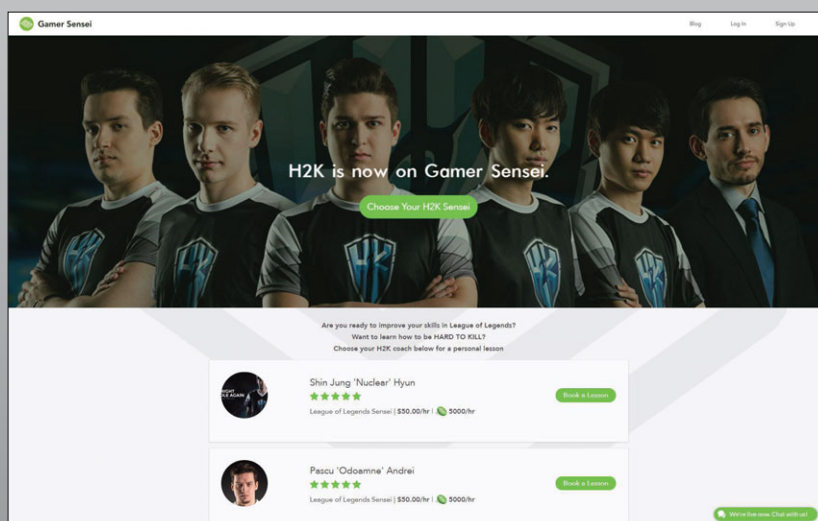 Gamer Sensei
Blog Log In Sign Up
H2K is now on Gamer Sensei.
Choose Your H2K Sensei
Are you ready to improve your skills in League of Legends?
Want to learn how to be HARD TO KILL?
Choose your H2K coach below for a personal lesson
Shin Jung 'Nuclear' Hyun
Book a Lesson
League of Legends Sensei | $50.00/hr | 5000/hr
Pascu 'Odoamne' Andrei
Book a Lesson
League of Legends Sensei | $50.00/hr | 5000/hr
We're live now. Chat with us!